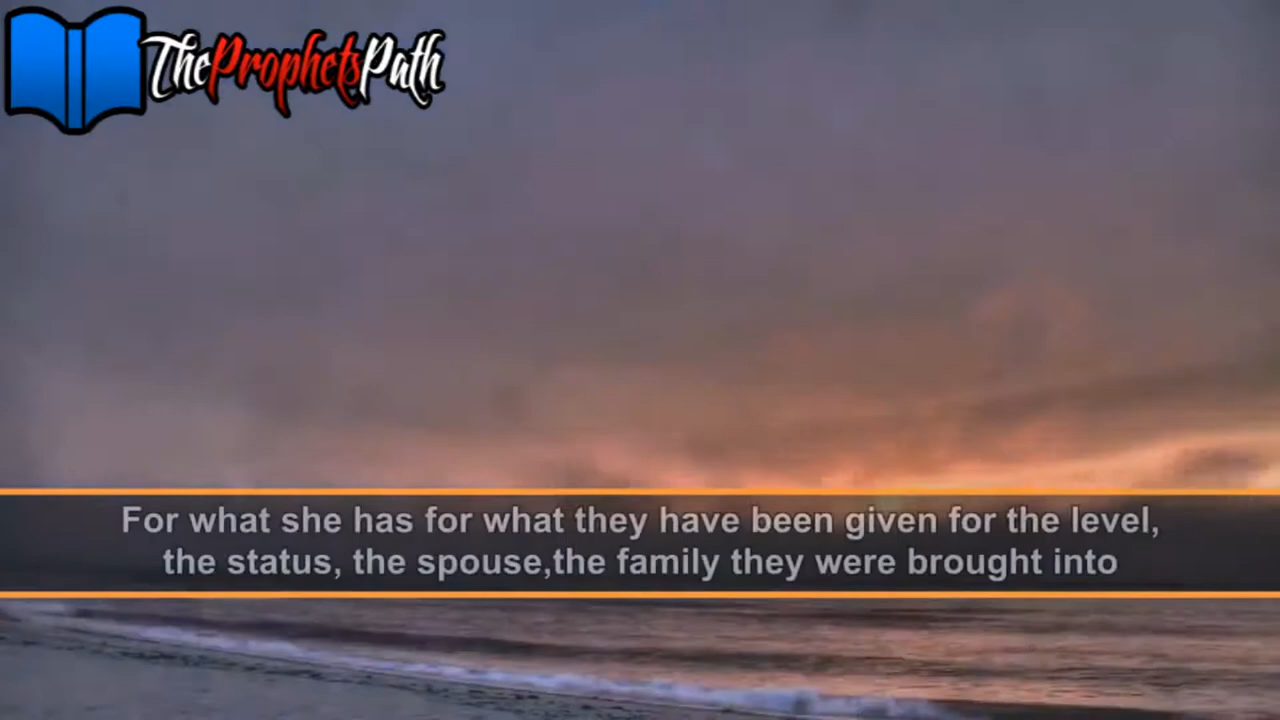 TheProphetsPath
For what she has for what they have been given for the level,
the status, the spouse,the family they were brought into